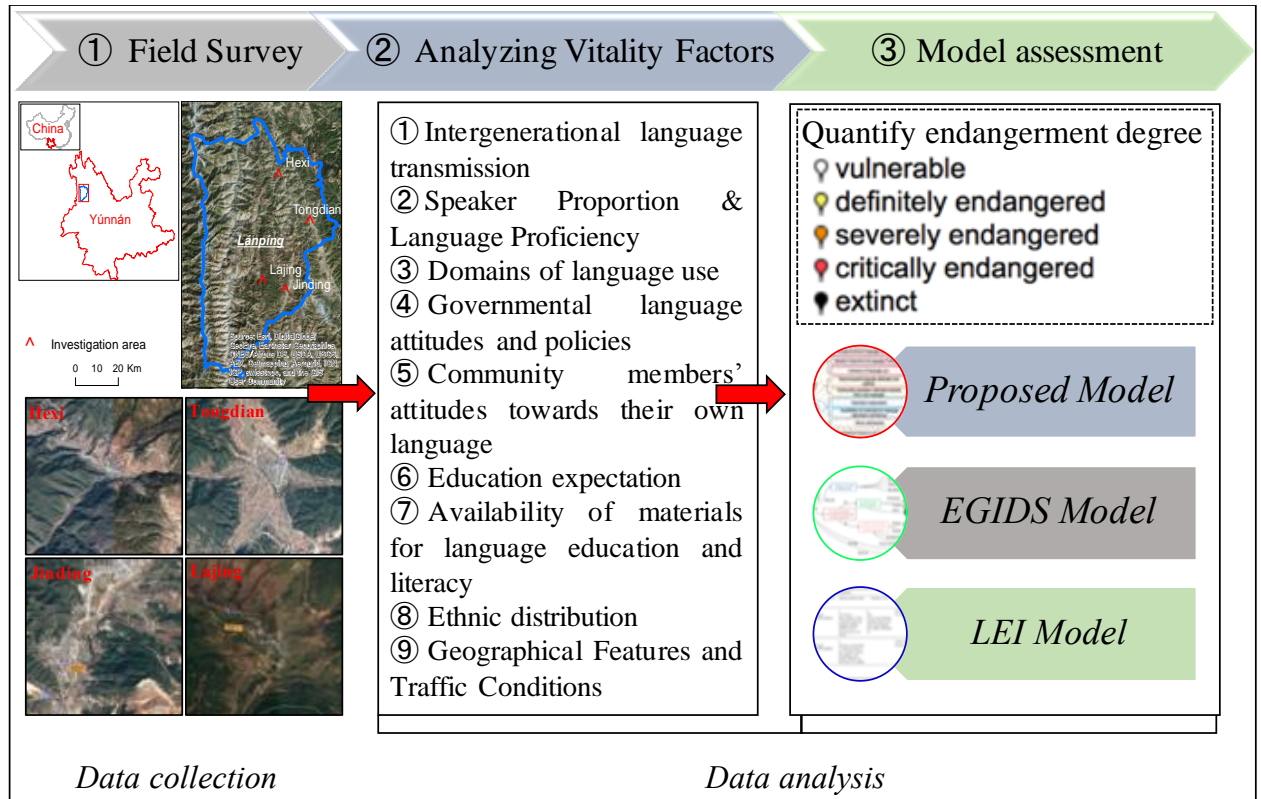 ① Field Survey
② Analyzing Vitality Factors
③ Model assessment
China
Yúnnán
Investigation area
0 10 20 Km
Hexi
Tongdian
Lánpíng
Lajing
Jinding
User Community
Hexi
Tongdian
Jinding
Lajing
① Intergenerational language
transmission
② Speaker Proportion &
Language Proficiency
③ Domains of language use
④ Governmental language
attitudes and policies
⑤ Community members’
attitudes towards their own
language
⑥ Education expectation
⑦ Availability of materials
for language education and
literacy
⑧ Ethnic distribution
⑨ Geographical Features and
Traffic Conditions
Quantify endangerment degree
vulnerable
definitely endangered
severely endangered
critically endangered
extinct
Proposed Model
EGIDS Model
LEI Model
Data collection
Data analysis